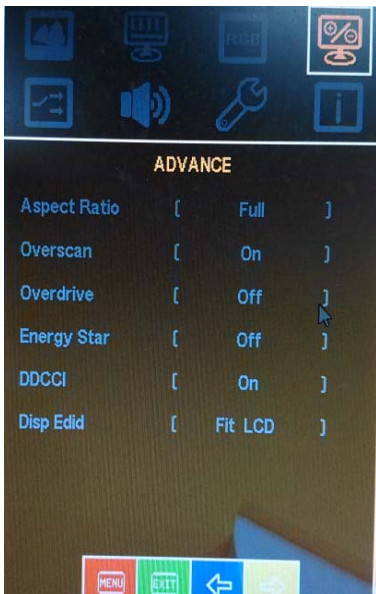 RGB
ADVANCE
Aspect Ratio [ Full ]
Overscan [ On ]
Overdrive [ Off ]
Energy Star [ Off ]
DDCCI [ On ]
Disp Edid [ Fit LCD ]
MENU EXIT